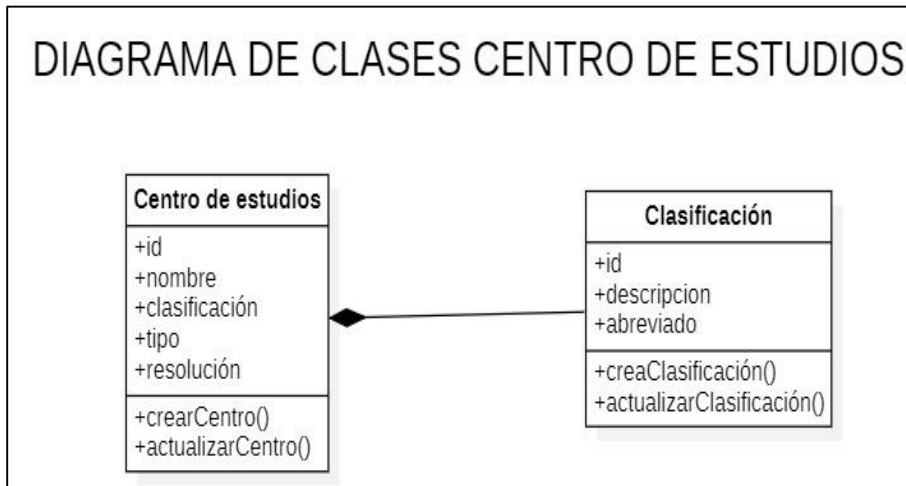 DIAGRAMA DE CLASES CENTRO DE ESTUDIOS
Centro de estudios
+id
+nombre
+clasificación
+tipo
+resolución
+crearCentro()
+actualizarCentro()
Clasificación
+id
+descripcion
+abreviado
+creaClasificación()
+actualizarClasificación()